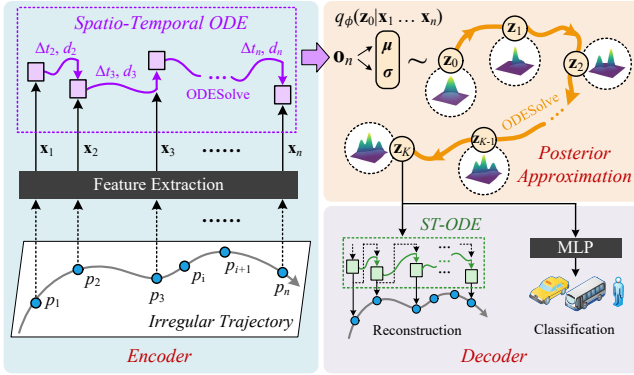 Spatio-Temporal ODE
Δt₂, d₂
Δt₃, d₃
Δtₙ, dₙ
... ...
ODESolve
x₁
x₂
x₃
......
xₙ
Feature Extraction
......
p₁
p₂
p₃
pᵢ
pᵢ₊₁
pₙ
Irregular Trajectory
Encoder
qϕ(z₀|x₁ … xₙ)
oₙ
μ
σ
~
z₀
z₁
z₂
ODESolve
...
z_K-1
z_K
Posterior
Approximation
ST-ODE
... ...
Reconstruction
MLP
Classification
Decoder